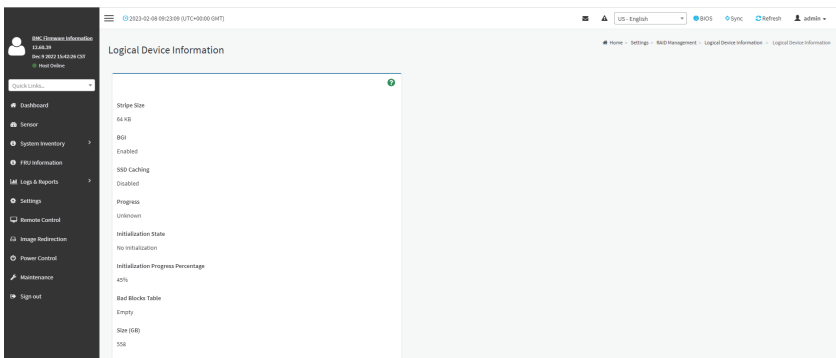 2023-02-08 09:23:09 (UTC+00:00 GMT)
US - English
BIOS
Sync
Refresh
admin
BMC Firmware Information
12.60.39
Dec 9 2022 15:42:26 CST
Host Online
Quick Links...
Dashboard
Sensor
System Inventory
FRU Information
Logs & Reports
Settings
Remote Control
Image Redirection
Power Control
Maintenance
Sign out
Logical Device Information
Home > Settings > RAID Management > Logical Device Information > Logical Device Information
Stripe Size
64 KB
BGI
Enabled
SSD Caching
Disabled
Progress
Unknown
Initialization State
No Initialization
Initialization Progress Percentage
45%
Bad Blocks Table
Empty
Size (GB)
558